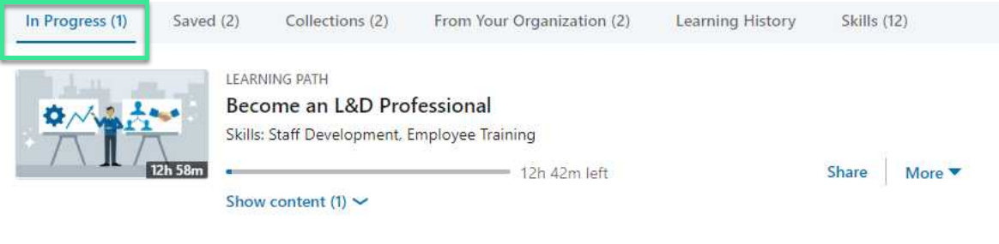 In Progress (1) Saved (2) Collections (2) From Your Organization (2) Learning History Skills (12)
LEARNING PATH
Become an L&D Professional
Skills: Staff Development, Employee Training
12h 58m
12h 42m left
Share More
Show content (1)